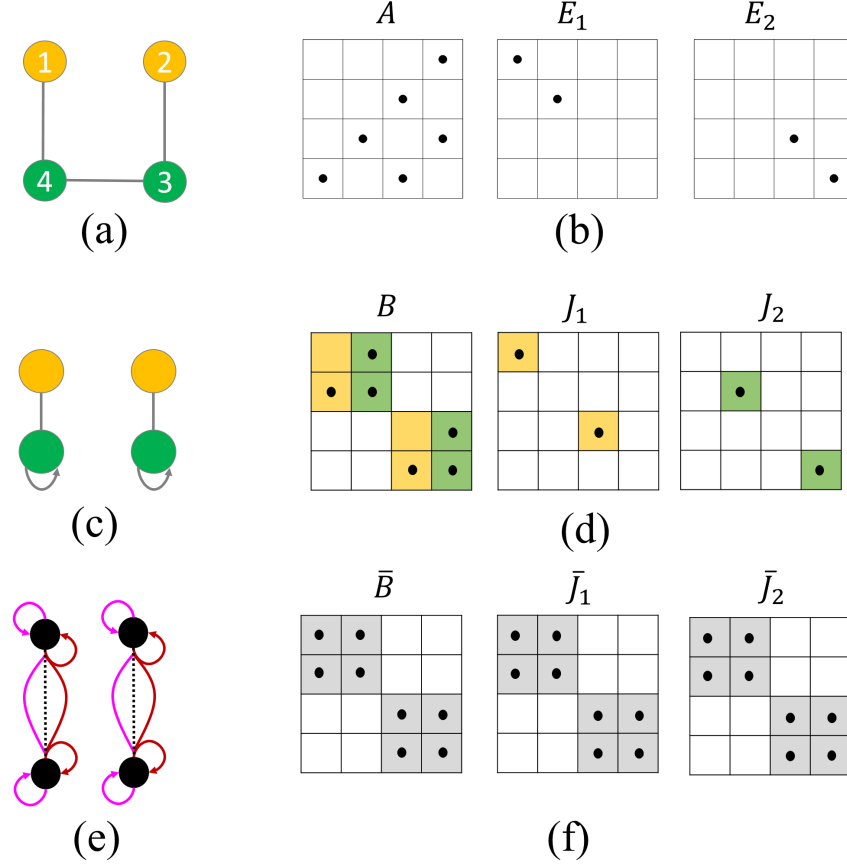 A E₁ E₂
1 2
4 3
(a) (b)
B J₁ J₂
(c) (d)
B̄ J̄₁ J̄₂
(e) (f)